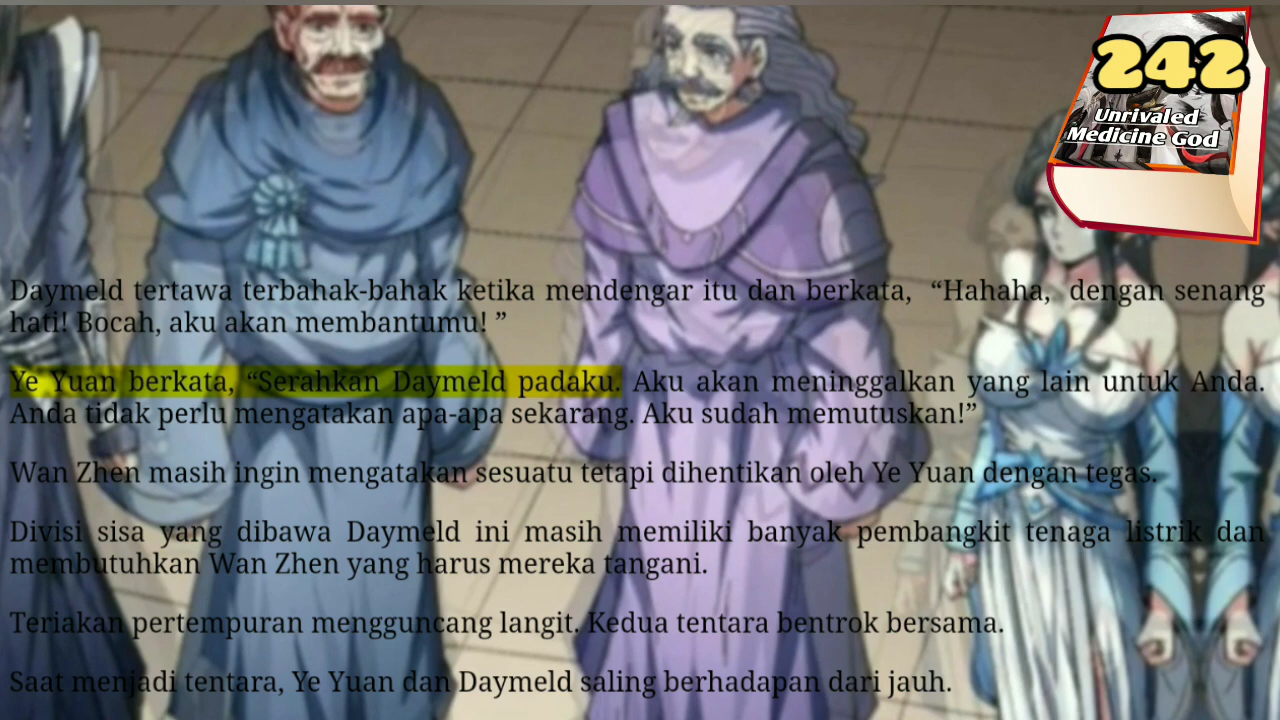 242
Unrivaled
Medicine God
Daymeld tertawa terbahak-bahak ketika mendengar itu dan berkata, “Hahaha, dengan senang
hati! Bocah, aku akan membantumu! ”
Ye Yuan berkata, “Serahkan Daymeld padaku. Aku akan meninggalkan yang lain untuk Anda.
Anda tidak perlu mengatakan apa-apa sekarang. Aku sudah memutuskan!”
Wan Zhen masih ingin mengatakan sesuatu tetapi dihentikan oleh Ye Yuan dengan tegas.
Divisi sisa yang dibawa Daymeld ini masih memiliki banyak pembangkit tenaga listrik dan
membutuhkan Wan Zhen yang harus mereka tangani.
Teriakan pertempuran mengguncang langit. Kedua tentara bentrok bersama.
Saat menjadi tentara, Ye Yuan dan Daymeld saling berhadapan dari jauh.